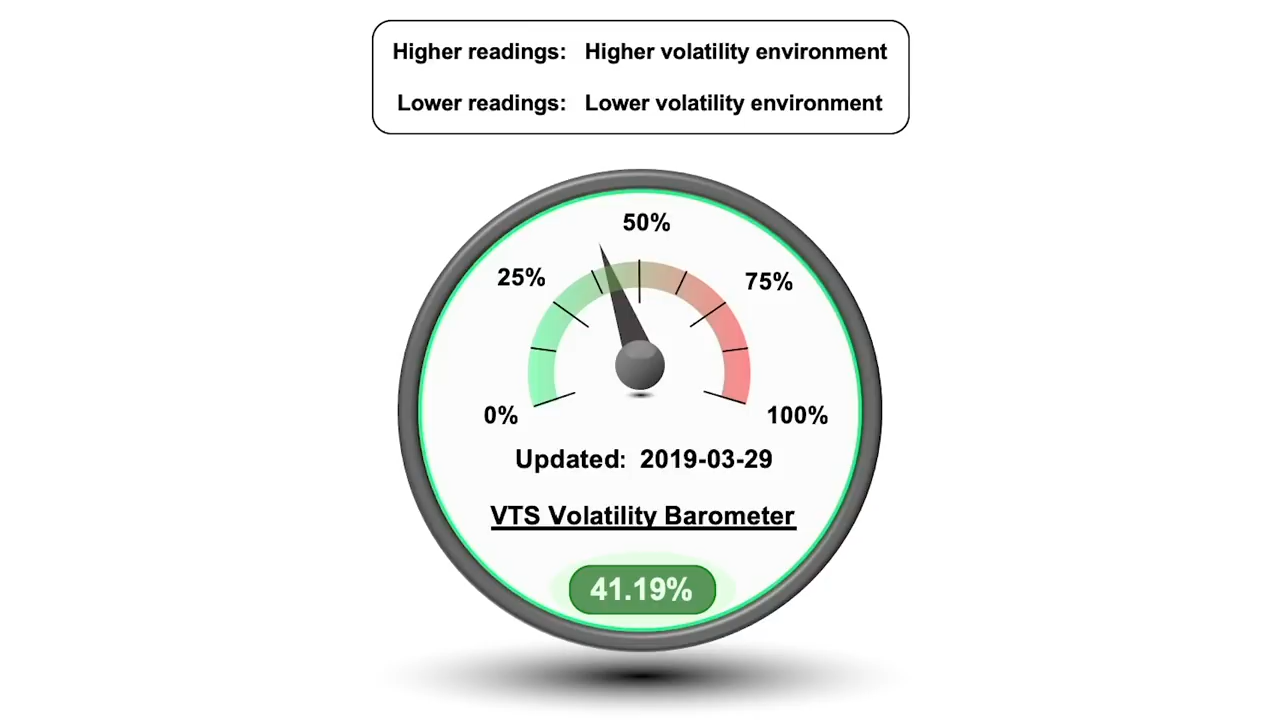 Higher readings: Higher volatility environment
Lower readings: Lower volatility environment
50%
25%
75%
0%
100%
Updated: 2019-03-29
VTS Volatility Barometer
41.19%